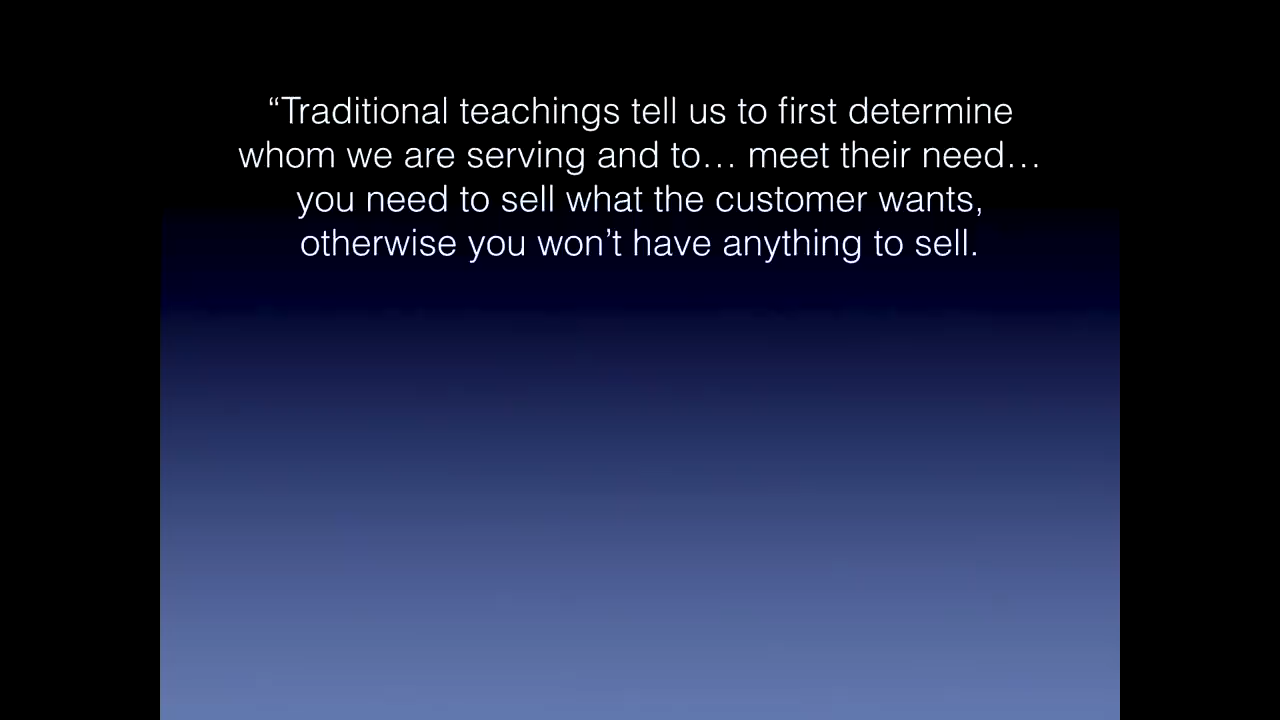 “Traditional teachings tell us to first determine
whom we are serving and to… meet their need…
you need to sell what the customer wants,
otherwise you won’t have anything to sell.